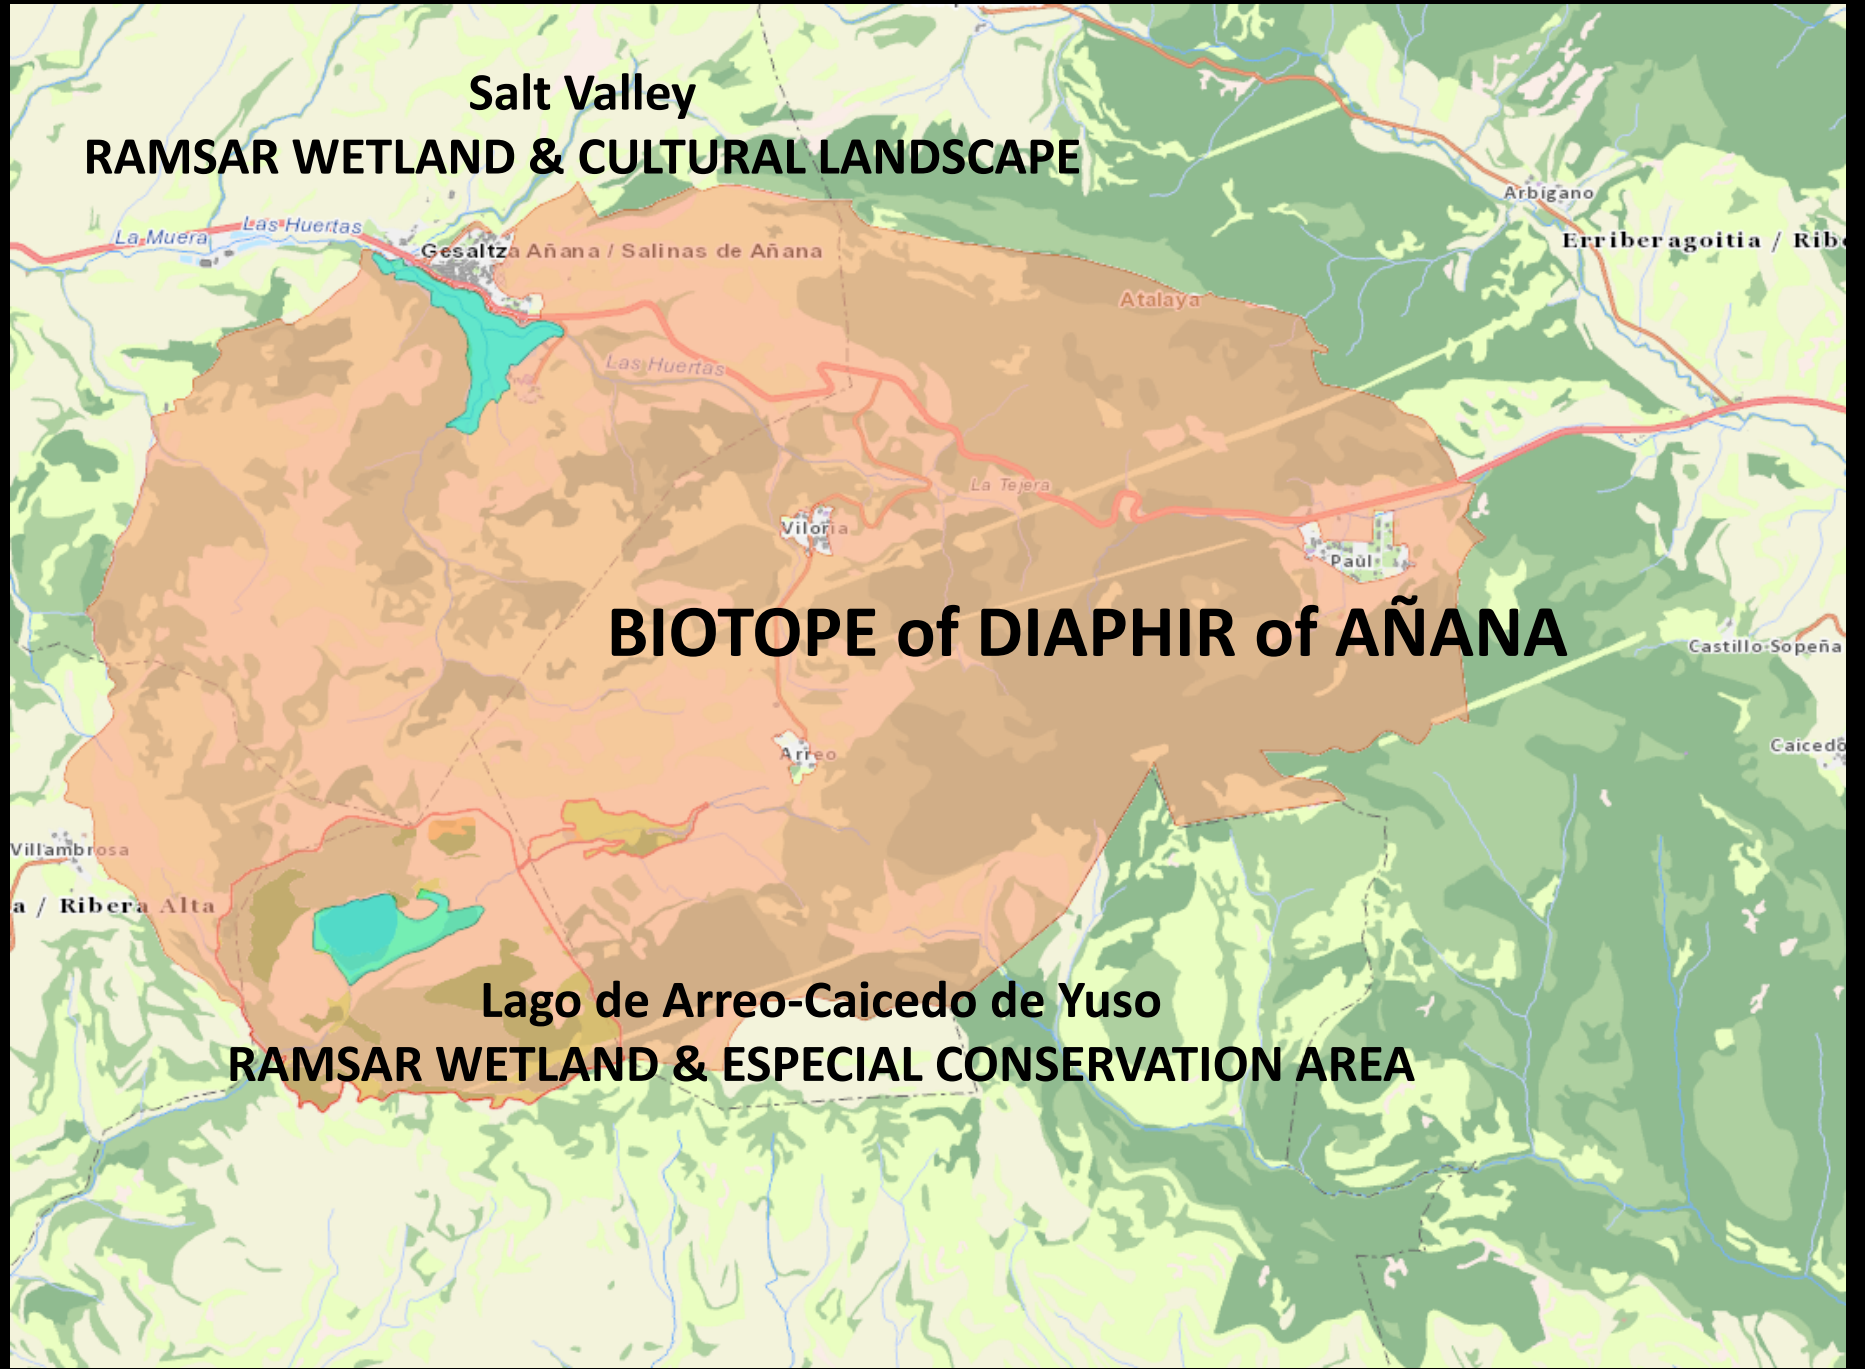 Salt Valley
RAMSAR WETLAND & CULTURAL LANDSCAPE
Arbigano
Las Huertas
La Muera
Erriberagoitia / Ribe
Gesaltza Añana / Salinas de Añana
Atalaya
Las Huertas
La Tejera
Viloria
Paúl
BIOTOPE of DIAPHIR of AÑANA
Castillo-Sopeña
Caicedo
Arreo
Villambrosa
a / Ribera Alta
Lago de Arreo-Caicedo de Yuso
RAMSAR WETLAND & ESPECIAL CONSERVATION AREA